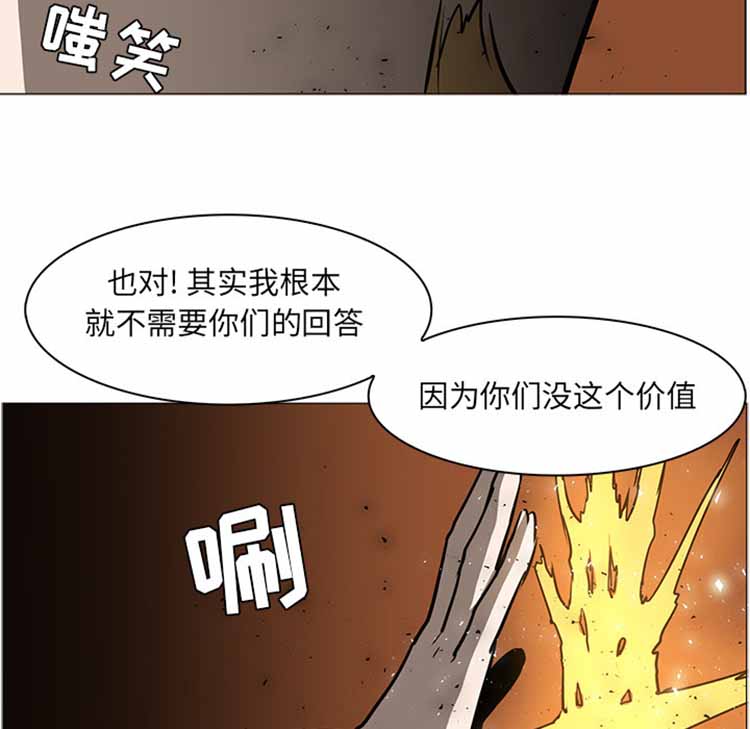 嗤笑
也对! 其实我根本
就不需要你们的回答
因为你们没这个价值
唰